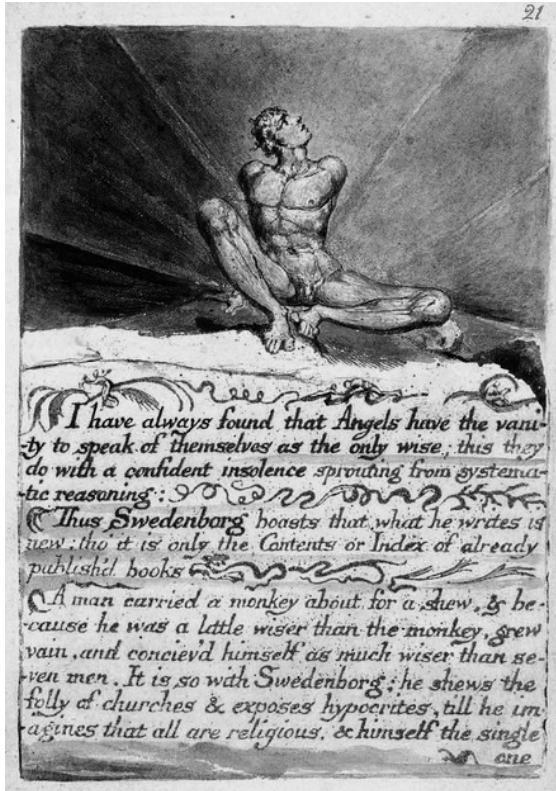 21
I have always found that Angels have the vani-
-ty to speak of themselves as the only wise; this they
do with a confident insolence sprouting from systema-
-tic reasoning:
Thus Swedenborg boasts that what he writes is
new; tho' it is only the Contents or Index of already
publish'd books
A man carried a monkey about for a shew, & be-
-cause he was a little wiser than the monkey, grew
vain, and conciev'd himself as much wiser than se-
-ven men. It is so with Swedenborg; he shews the
folly of churches & exposes hypocrites, till he im-
-agines that all are religious, & himself the single
one